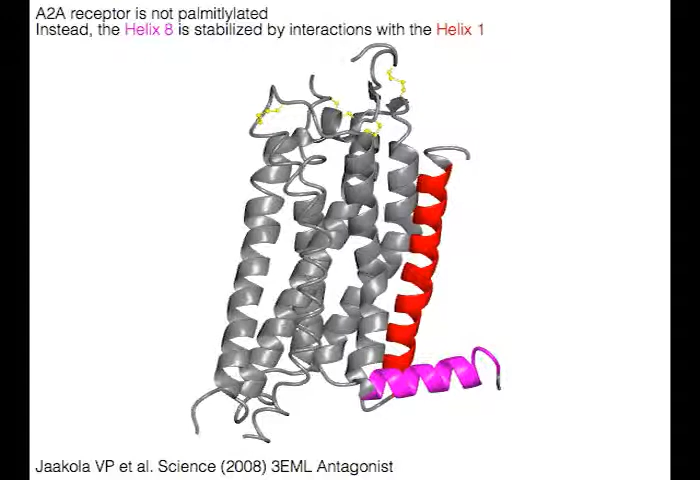 A2A receptor is not palmitlylated
Instead, the Helix 8 is stabilized by interactions with the Helix 1
Jaakola VP et al. Science (2008) 3EML Antagonist